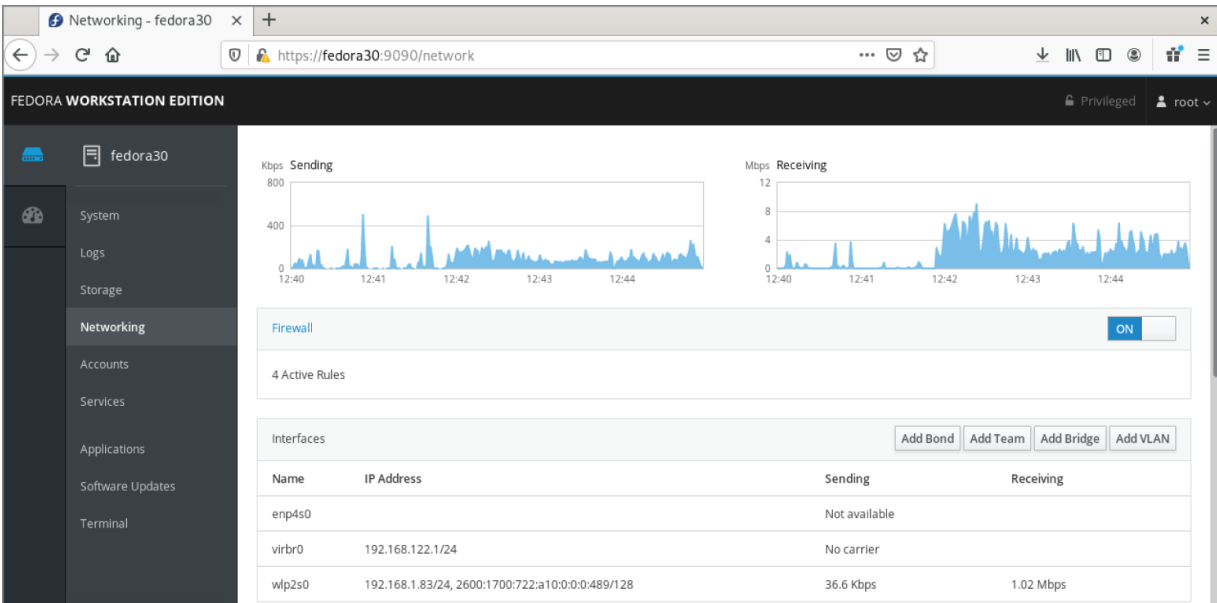 Networking - fedora30
https://fedora30:9090/network
FEDORA WORKSTATION EDITION
Privileged
root
fedora30
System
Logs
Storage
Networking
Accounts
Services
Applications
Software Updates
Terminal
Kbps Sending
800
400
0
12:40 12:41 12:42 12:43 12:44
Mbps Receiving
12
8
4
0
12:40 12:41 12:42 12:43 12:44
Firewall
ON
4 Active Rules
Interfaces
Add Bond Add Team Add Bridge Add VLAN
Name IP Address Sending Receiving
enp4s0 Not available
virbr0 192.168.122.1/24 No carrier
wlp2s0 192.168.1.83/24, 2600:1700:722:a10:0:0:0:489/128 36.6 Kbps 1.02 Mbps